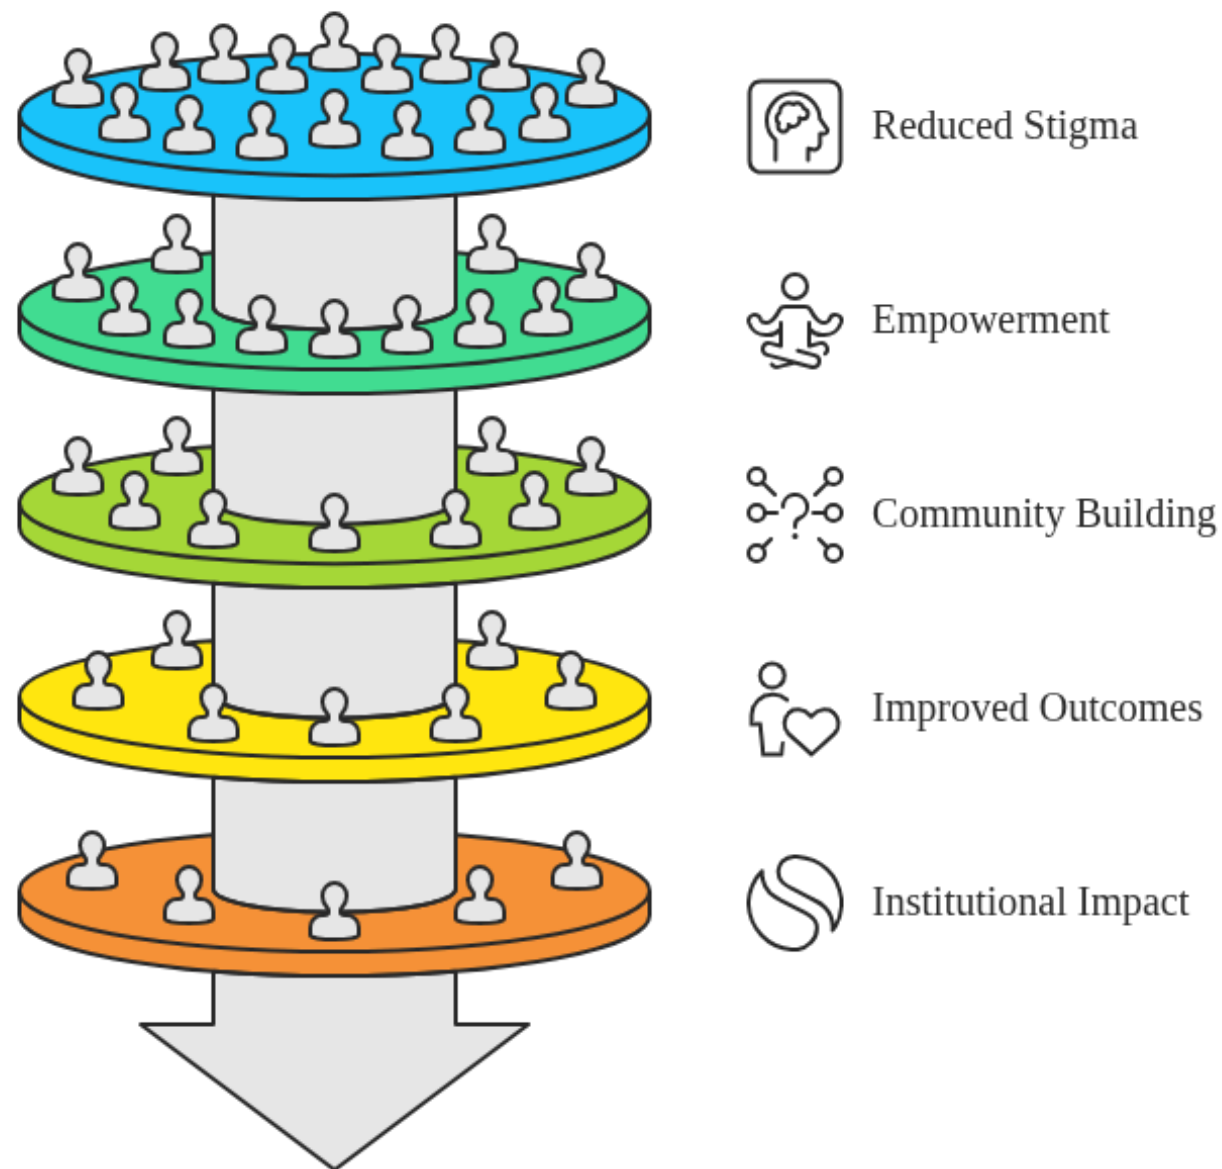 Reduced Stigma
Empowerment
Community Building
Improved Outcomes
Institutional Impact